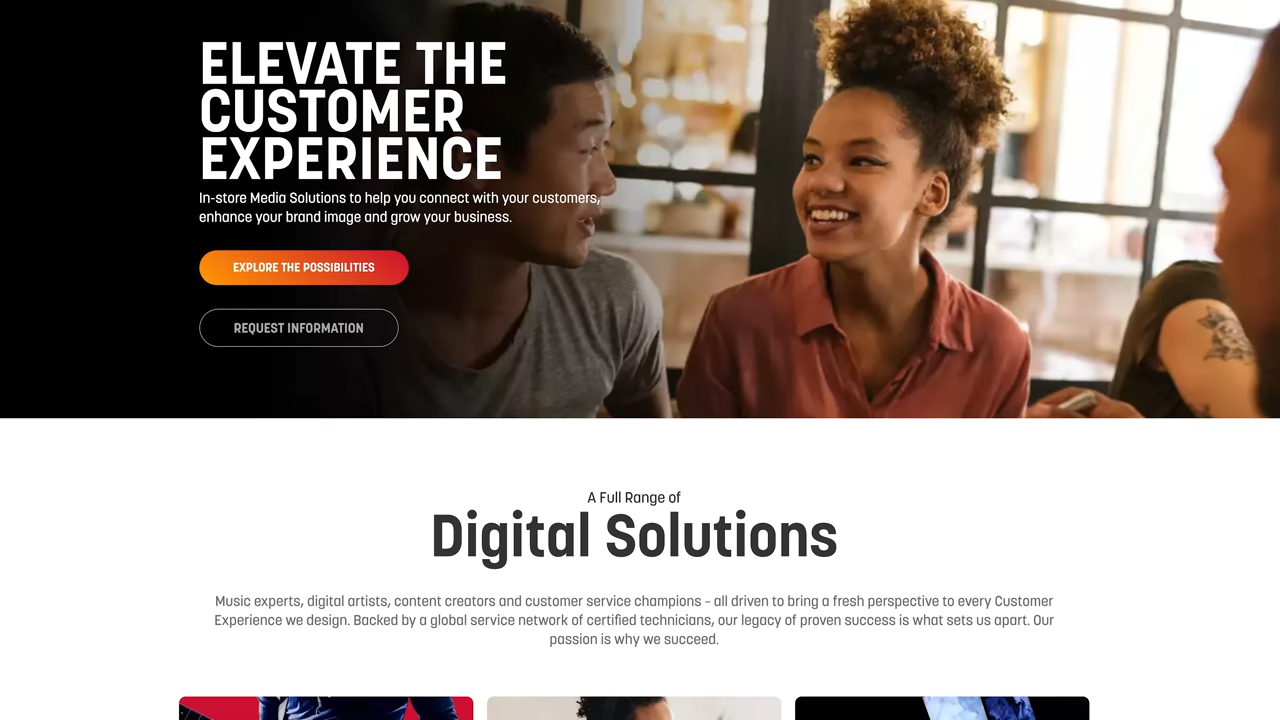 ELEVATE THE
CUSTOMER
EXPERIENCE
In-store Media Solutions to help you connect with your customers,
enhance your brand image and grow your business.
EXPLORE THE POSSIBILITIES
REQUEST INFORMATION
A Full Range of
Digital Solutions
Music experts, digital artists, content creators and customer service champions – all driven to bring a fresh perspective to every Customer
Experience we design. Backed by a global service network of certified technicians, our legacy of proven success is what sets us apart. Our
passion is why we succeed.